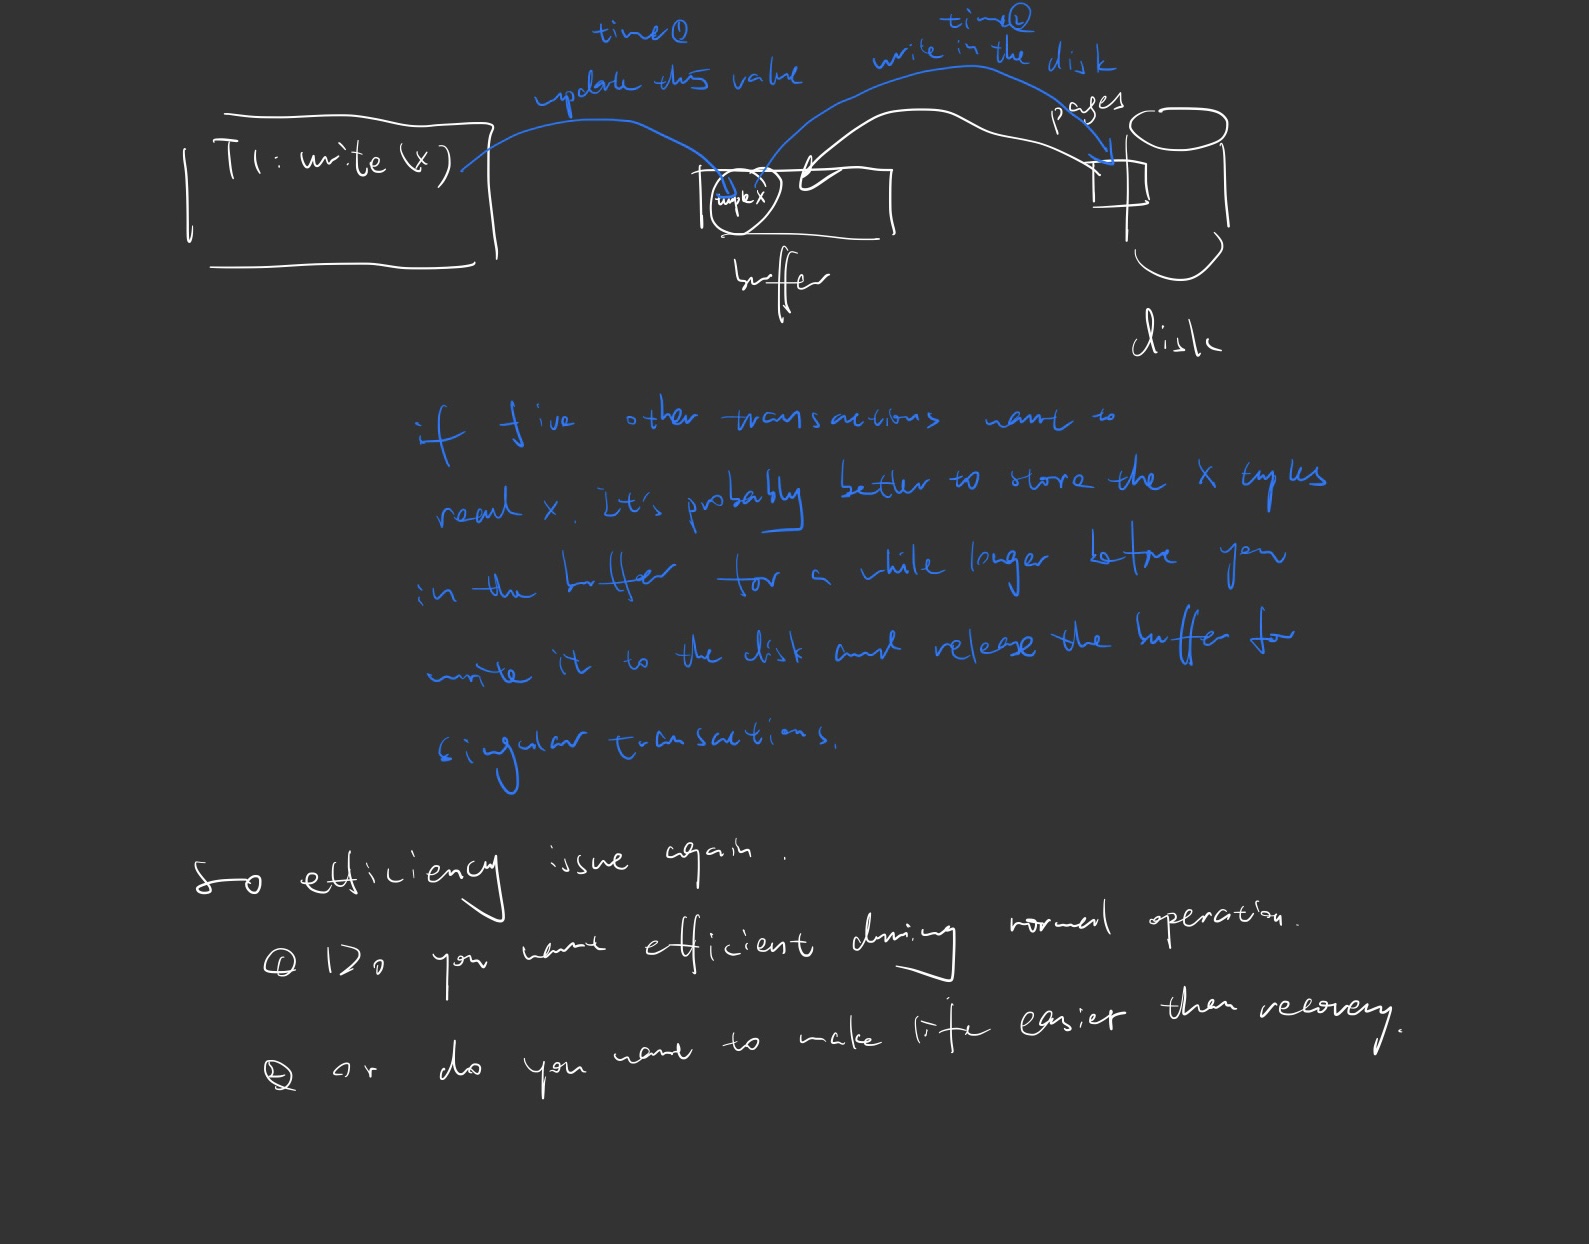 time①
update this value
time②
write in the disk
pages
T1: write (x)
tuple x
buffer
disk
if five other transactions want to
read x. It's probably better to store the x tuples
in the buffer for a while longer before you
write it to the disk and release the buffer for
singular transactions.
So efficiency issue again.
① Do you want efficient during normal operation.
② or do you want to make life easier then recovery.